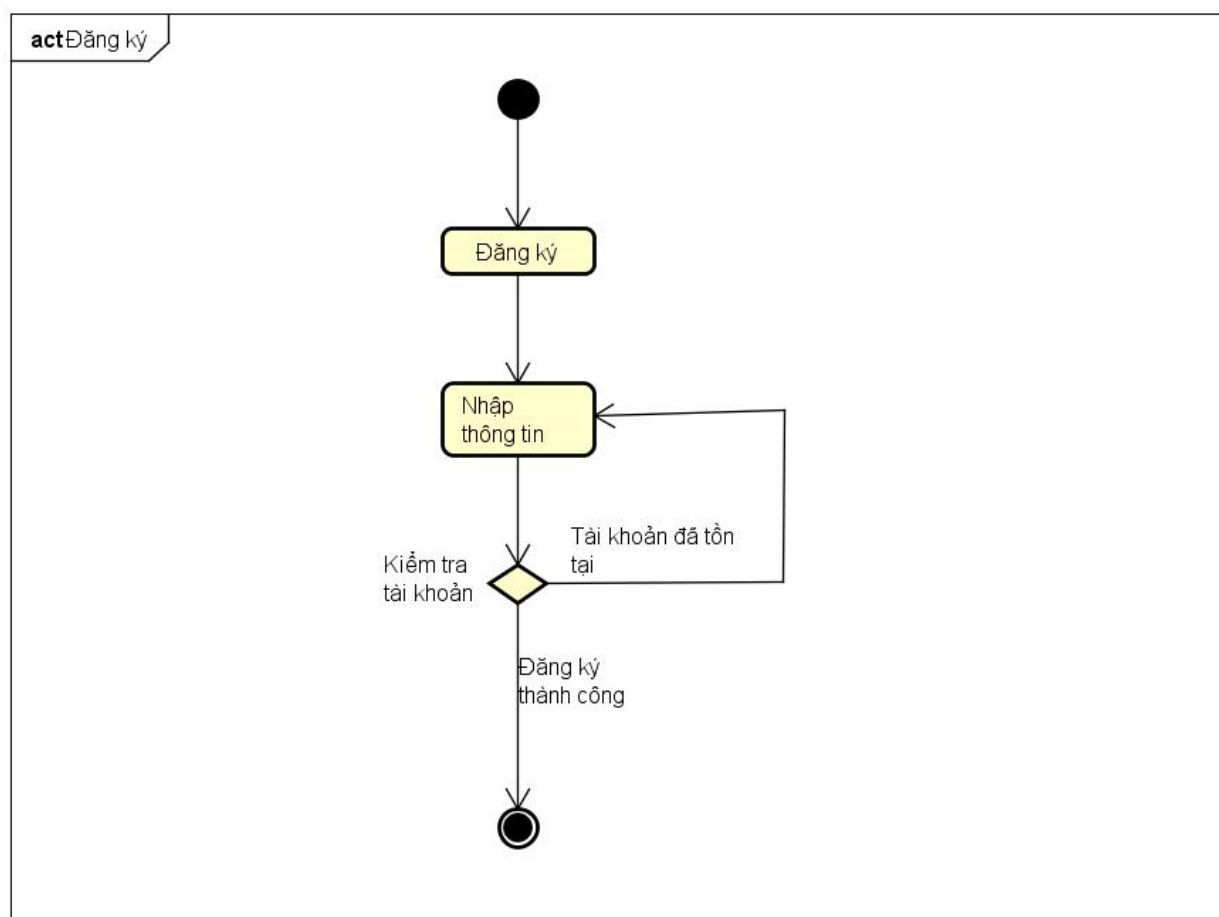 actĐăng ký
Đăng ký
Nhập
thông tin
Tài khoản đã tồn
tại
Kiểm tra
tài khoản
Đăng ký
thành công